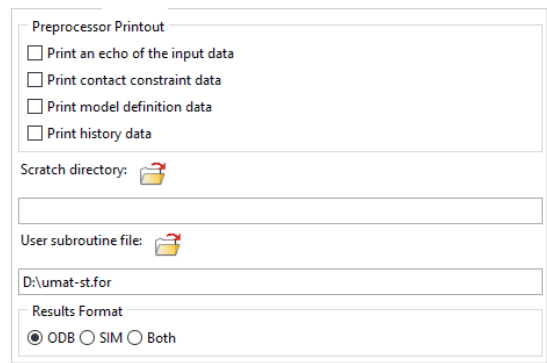 Preprocessor Printout
Print an echo of the input data
Print contact constraint data
Print model definition data
Print history data
Scratch directory:
User subroutine file:
D:\umat-st.for
Results Format
ODB SIM Both